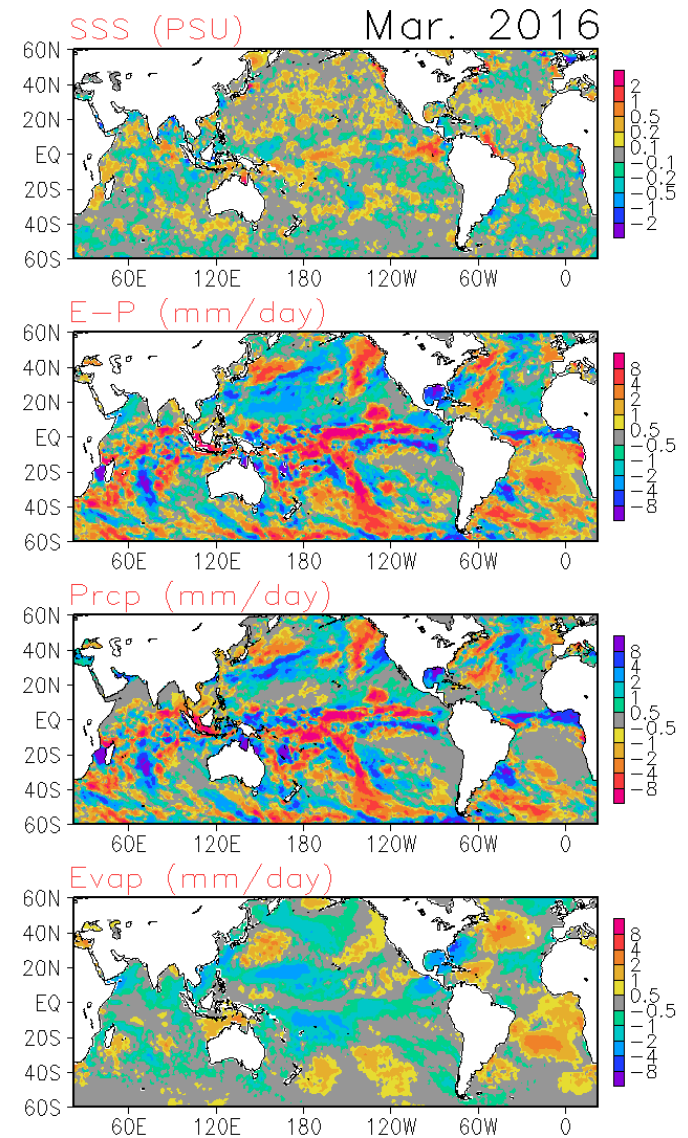 SSS (PSU) Mar. 2016
60N
40N
20N
EQ
20S
40S
60S
60E 120E 180 120W 60W 0
2
1
0.5
0.2
0.1
-0.1
-0.2
-0.5
-1
-2
E-P (mm/day)
60N
40N
20N
EQ
20S
40S
60S
60E 120E 180 120W 60W 0
8
4
2
1
0.5
-0.5
-1
-2
-4
-8
Prcp (mm/day)
60N
40N
20N
EQ
20S
40S
60S
60E 120E 180 120W 60W 0
8
4
2
1
0.5
-0.5
-1
-2
-4
-8
Evap (mm/day)
60N
40N
20N
EQ
20S
40S
60S
60E 120E 180 120W 60W 0
8
4
2
1
0.5
-0.5
-1
-2
-4
-8